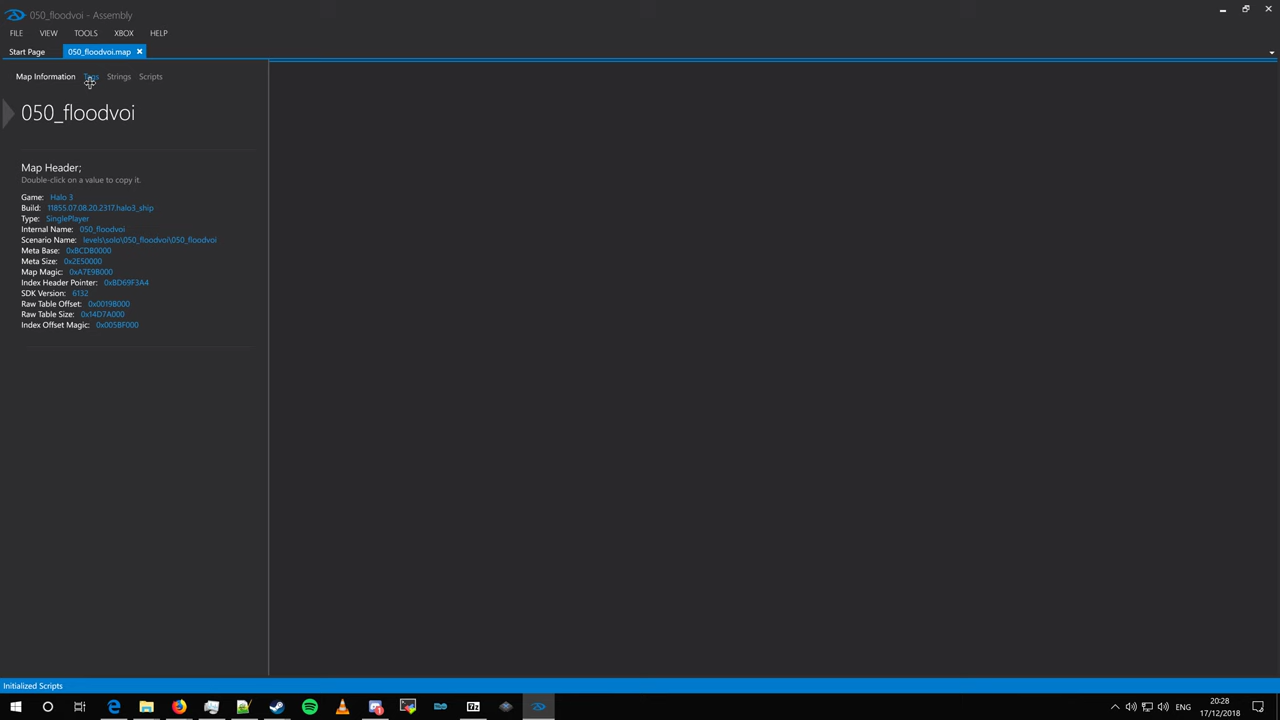 050_floodvoi - Assembly
FILE VIEW TOOLS XBOX HELP
Start Page 050_floodvoi.map
Map Information Tags Strings Scripts
050_floodvoi
Map Header;
Double-click on a value to copy it.
Game: Halo 3
Build: 11855.07.08.20.2317.halo3_ship
Type: SinglePlayer
Internal Name: 050_floodvoi
Scenario Name: levels\solo\050_floodvoi\050_floodvoi
Meta Base: 0xBCDB0000
Meta Size: 0x2E50000
Map Magic: 0xA7E9B000
Index Header Pointer: 0xBD69F3A4
SDK Version: 6132
Raw Table Offset: 0x0019B000
Raw Table Size: 0x14D7A000
Index Offset Magic: 0x005BF000
Initialized Scripts
ENG
20:28
17/12/2018